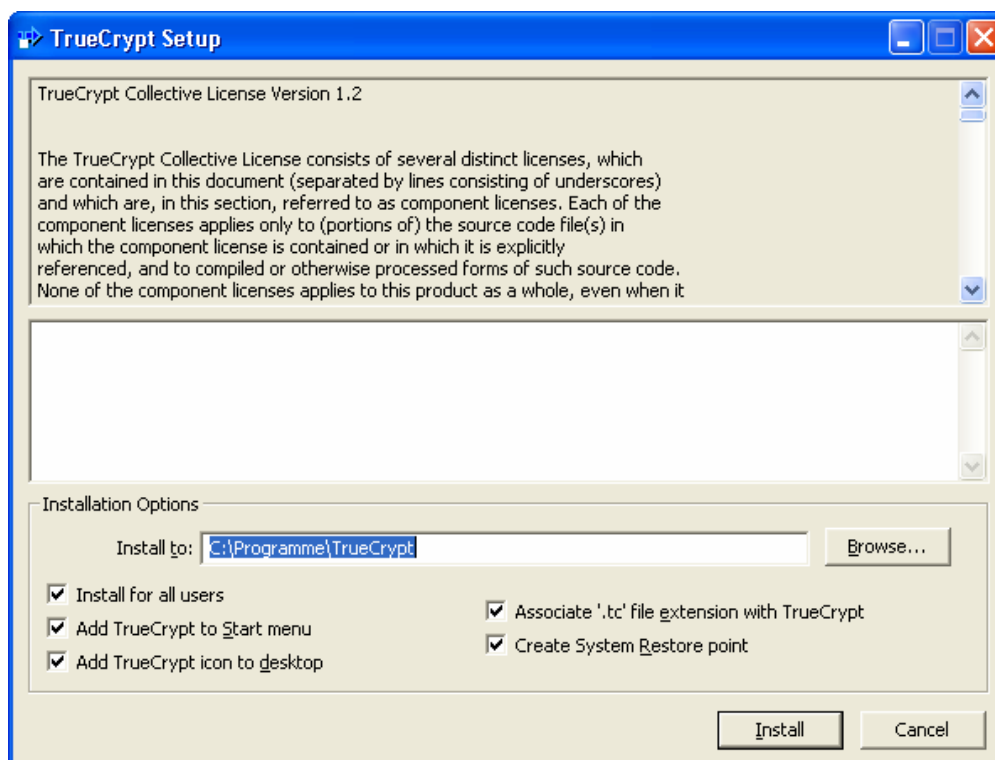 TrueCrypt Setup
TrueCrypt Collective License Version 1.2
The TrueCrypt Collective License consists of several distinct licenses, which
are contained in this document (separated by lines consisting of underscores)
and which are, in this section, referred to as component licenses. Each of the
component licenses applies only to (portions of) the source code file(s) in
which the component license is contained or in which it is explicitly
referenced, and to compiled or otherwise processed forms of such source code.
None of the component licenses applies to this product as a whole, even when it
Installation Options
Install to: C:\Programme\TrueCrypt Browse...
Install for all users
Add TrueCrypt to Start menu
Add TrueCrypt icon to desktop
Associate '.tc' file extension with TrueCrypt
Create System Restore point
Install Cancel